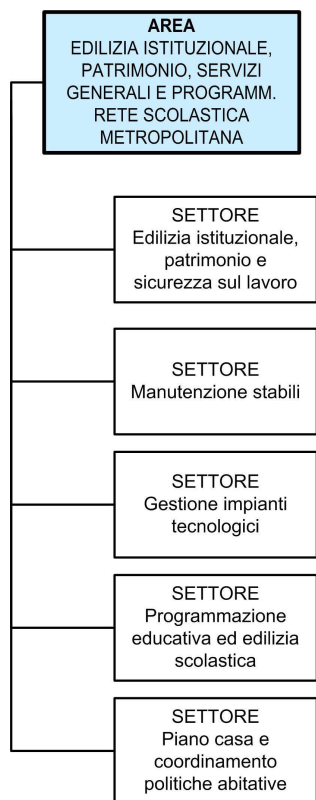 AREA
EDILIZIA ISTITUZIONALE,
PATRIMONIO, SERVIZI
GENERALI E PROGRAMM.
RETE SCOLASTICA
METROPOLITANA
SETTORE
Edilizia istituzionale,
patrimonio e
sicurezza sul lavoro
SETTORE
Manutenzione stabili
SETTORE
Gestione impianti
tecnologici
SETTORE
Programmazione
educativa ed edilizia
scolastica
SETTORE
Piano casa e
coordinamento
politiche abitative